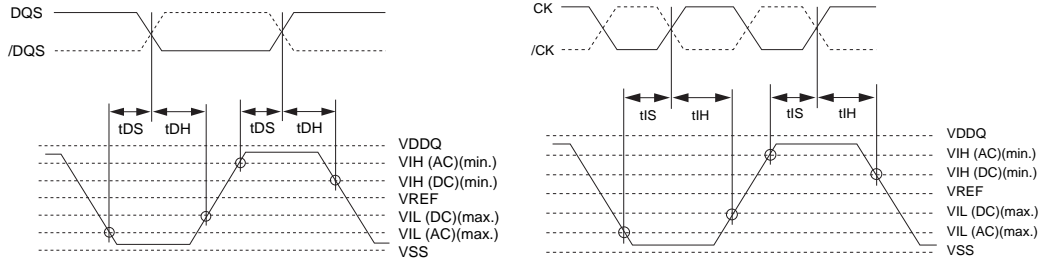 DQS
/DQS
tDS
tDH
tDS
tDH
VDDQ
VIH (AC)(min.)
VIH (DC)(min.)
VREF
VIL (DC)(max.)
VIL (AC)(max.)
VSS
CK
/CK
tIS
tIH
tIS
tIH
VDDQ
VIH (AC)(min.)
VIH (DC)(min.)
VREF
VIL (DC)(max.)
VIL (AC)(max.)
VSS